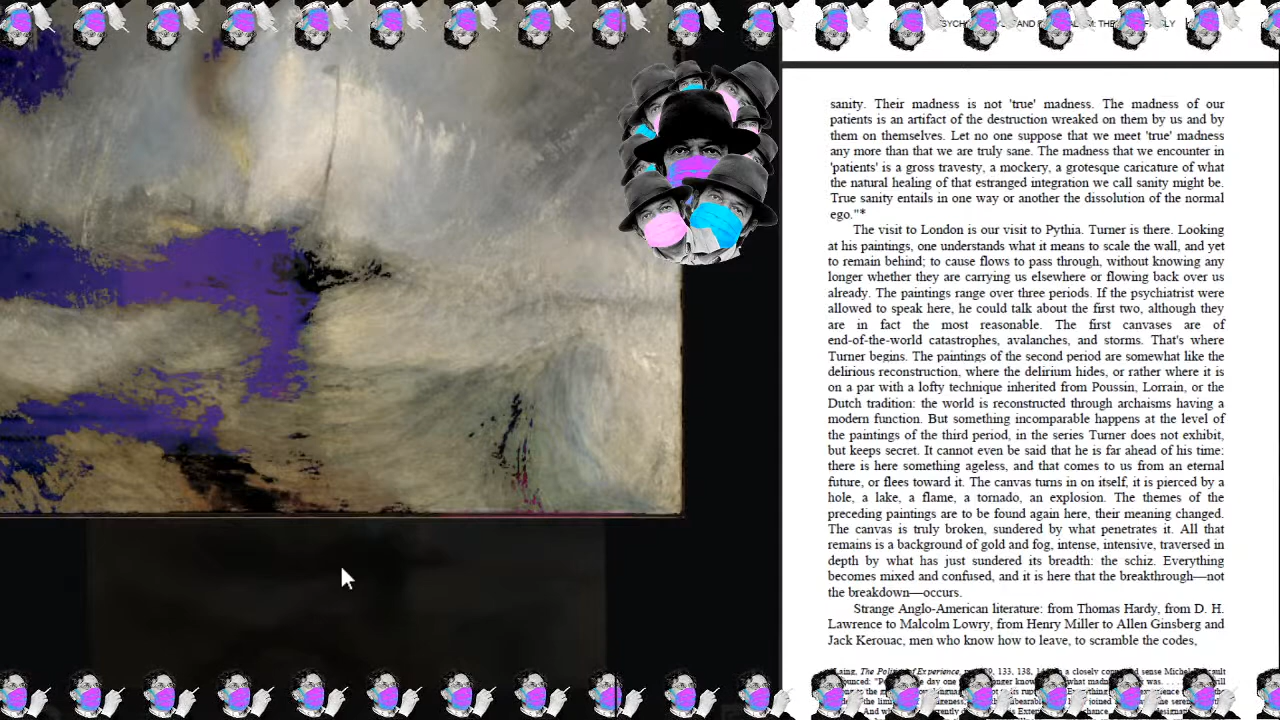 sanity. Their madness is not 'true' madness. The madness of our
patients is an artifact of the destruction wreaked on them by us and by
them on themselves. Let no one suppose that we meet 'true' madness
any more than that we are truly sane. The madness that we encounter in
'patients' is a gross travesty, a mockery, a grotesque caricature of what
the natural healing of that estranged integration we call sanity might be.
True sanity entails in one way or another the dissolution of the normal
ego."*
The visit to London is our visit to Pythia. Turner is there. Looking
at his paintings, one understands what it means to scale the wall, and yet
to remain behind; to cause flows to pass through, without knowing any
longer whether they are carrying us elsewhere or flowing back over us
already. The paintings range over three periods. If the psychiatrist were
allowed to speak here, he could talk about the first two, although they
are in fact the most reasonable. The first canvases are of
end-of-the-world catastrophes, avalanches, and storms. That's where
Turner begins. The paintings of the second period are somewhat like the
delirious reconstruction, where the delirium hides, or rather where it is
on a par with a lofty technique inherited from Poussin, Lorrain, or the
Dutch tradition: the world is reconstructed through archaisms having a
modern function. But something incomparable happens at the level of
the paintings of the third period, in the series Turner does not exhibit,
but keeps secret. It cannot even be said that he is far ahead of his time:
there is here something ageless, and that comes to us from an eternal
future, or flees toward it. The canvas turns in on itself, it is pierced by a
hole, a lake, a flame, a tornado, an explosion. The themes of the
preceding paintings are to be found again here, their meaning changed.
The canvas is truly broken, sundered by what penetrates it. All that
remains is a background of gold and fog, intense, intensive, traversed in
depth by what has just sundered its breadth: the schiz. Everything
becomes mixed and confused, and it is here that the breakthrough—not
the breakdown—occurs.
Strange Anglo-American literature: from Thomas Hardy, from D. H.
Lawrence to Malcolm Lowry, from Henry Miller to Allen Ginsberg and
Jack Kerouac, men who know how to leave, to scramble the codes,
Laing, The Politics of Experience, 133, 138, a closely sense Michel